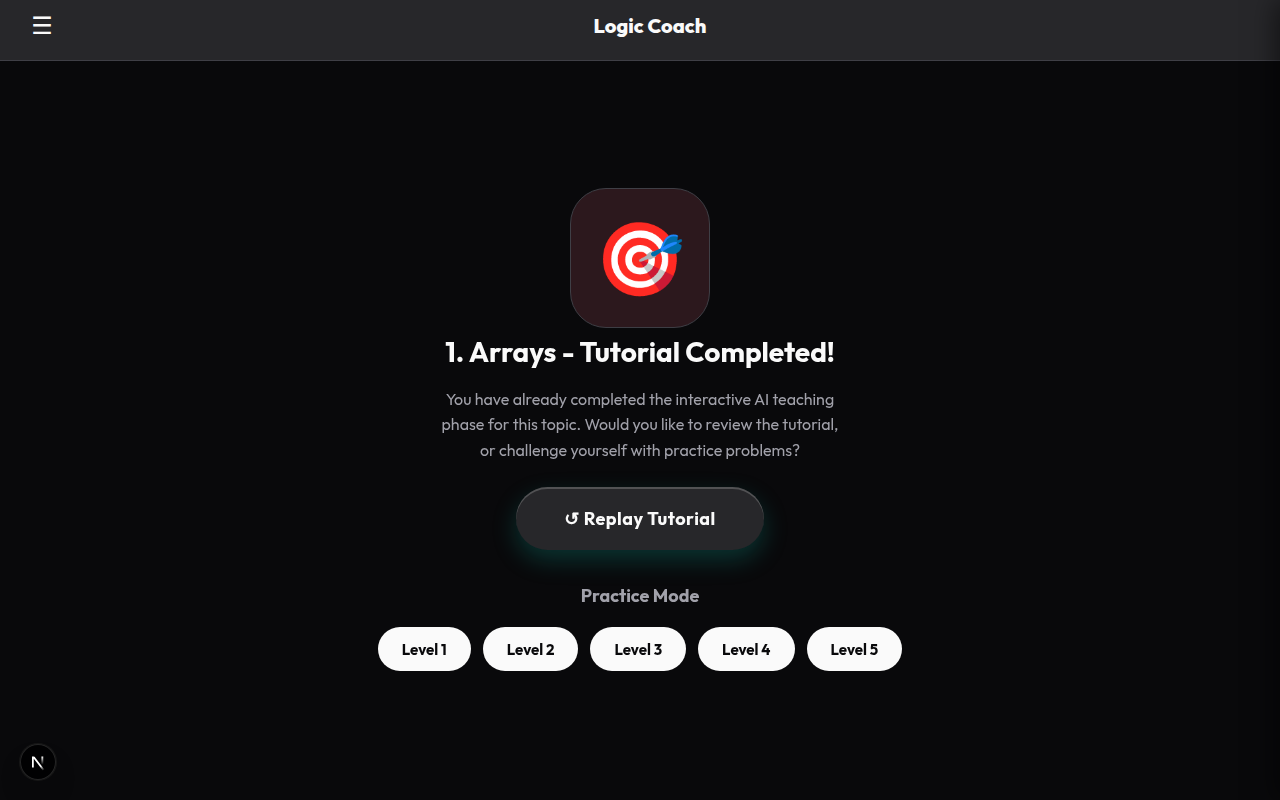 ☰ Logic Coach
1. Arrays - Tutorial Completed!
You have already completed the interactive AI teaching
phase for this topic. Would you like to review the tutorial,
or challenge yourself with practice problems?
↺ Replay Tutorial
Practice Mode
Level 1 Level 2 Level 3 Level 4 Level 5
N